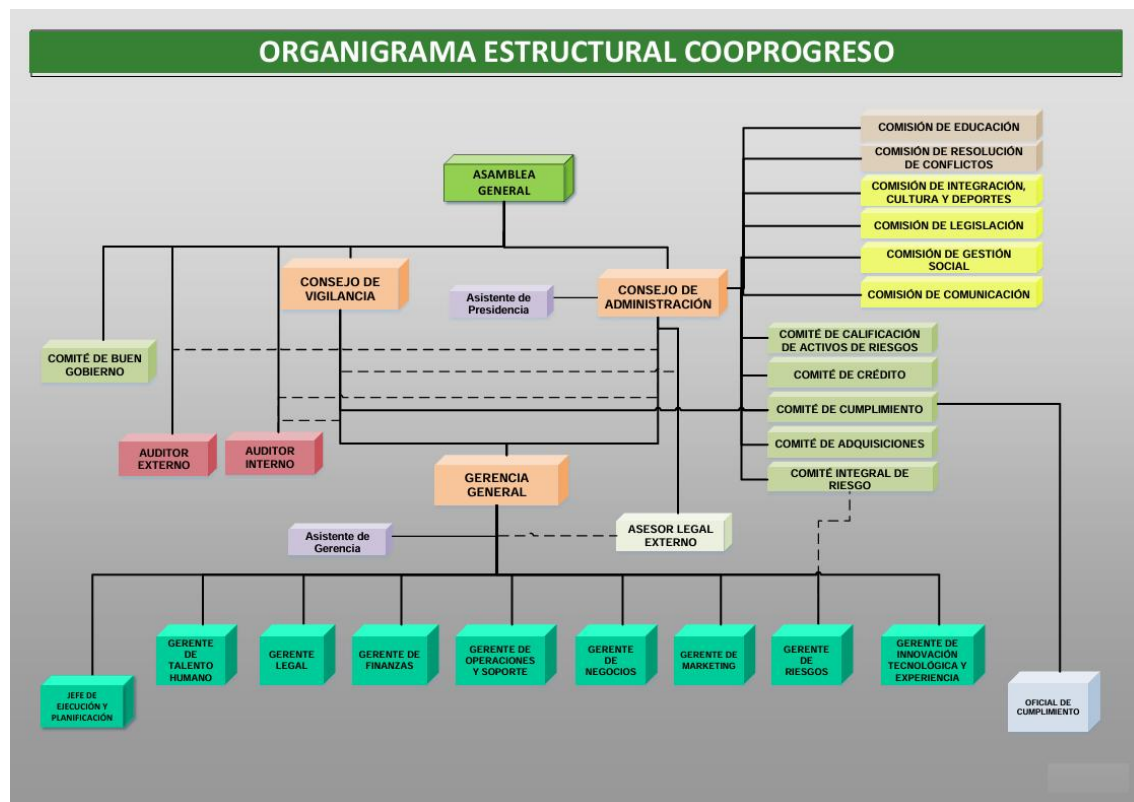 ORGANIGRAMA ESTRUCTURAL COOPROGRESO
COMISIÓN DE EDUCACIÓN
COMISIÓN DE RESOLUCIÓN
DE CONFLICTOS
ASAMBLEA
GENERAL
COMISIÓN DE INTEGRACIÓN,
CULTURA Y DEPORTES
COMISIÓN DE LEGISLACIÓN
COMISIÓN DE GESTIÓN
SOCIAL
COMISIÓN DE COMUNICACIÓN
CONSEJO DE
VIGILANCIA
Asistente de
Presidencia
CONSEJO DE
ADMINISTRACIÓN
COMITÉ DE BUEN
GOBIERNO
COMITÉ DE CALIFICACIÓN
DE ACTIVOS DE RIESGOS
COMITÉ DE CRÉDITO
COMITÉ DE CUMPLIMIENTO
COMITÉ DE ADQUISICIONES
COMITÉ INTEGRAL DE
RIESGO
AUDITOR
EXTERNO
AUDITOR
INTERNO
GERENCIA
GENERAL
Asistente de
Gerencia
ASESOR LEGAL
EXTERNO
JEFE DE
EJECUCIÓN Y
PLANIFICACIÓN
GERENTE
DE
TALENTO
HUMANO
GERENTE
LEGAL
GERENTE DE
FINANZAS
GERENTE DE
OPERACIONES
Y SOPORTE
GERENTE
DE
NEGOCIOS
GERENTE DE
MARKETING
GERENTE
DE
RIESGOS
GERENTE DE
INNOVACIÓN
TECNOLÓGICA Y
EXPERIENCIA
OFICIAL DE
CUMPLIMIENTO